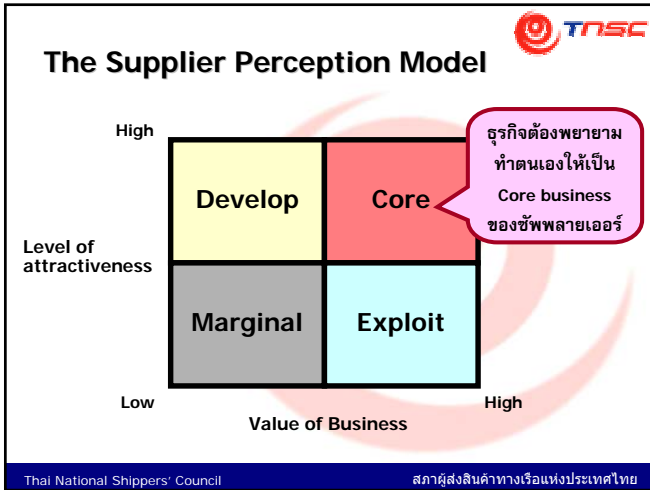 TNSC
The Supplier Perception Model
High
ธุรกิจต้องพยายาม
ทำตนเองให้เป็น
Core business
ของซัพพลายเออร์
Develop
Core
Level of
attractiveness
Marginal
Exploit
Low
High
Value of Business
Thai National Shippers' Council
สภาผู้ส่งสินค้าทางเรือแห่งประเทศไทย